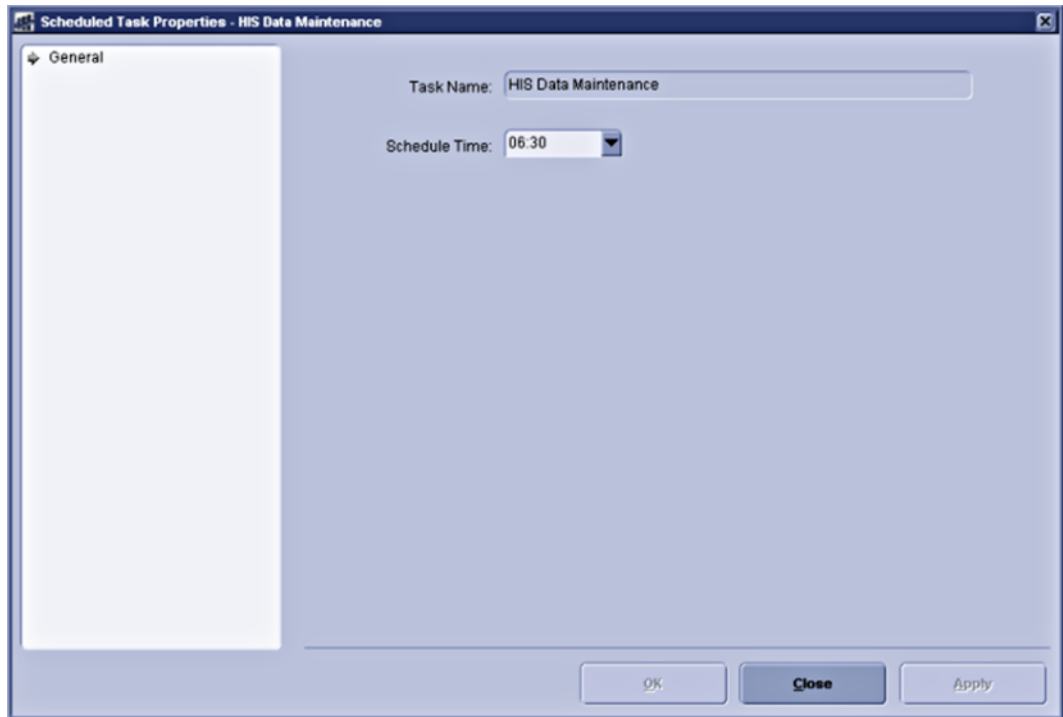 Scheduled Task Properties - HIS Data Maintenance
General
Task Name: HIS Data Maintenance
Schedule Time: 06:30
OK Close Apply